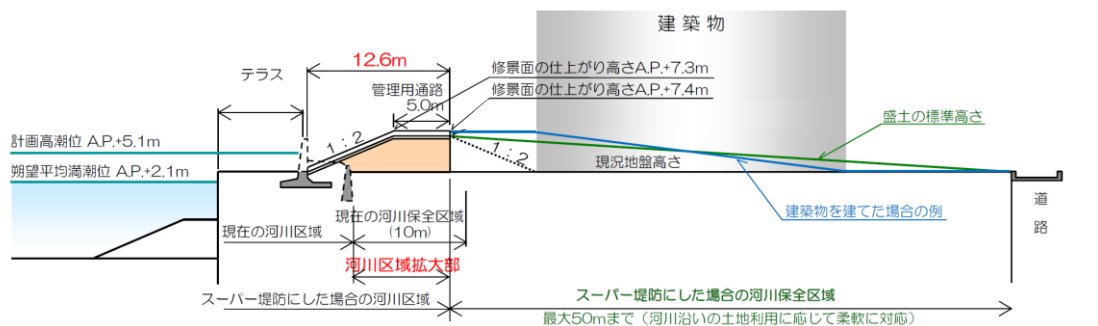 建築物
12.6m
テラス
修景面の仕上がり高さA.P.+7.3m
管理用通路
5.0m
修景面の仕上がり高さA.P.+7.4m
盛土の標準高さ
計画高潮位 A.P.+5.1m
1:2
1:2
現況地盤高さ
朔望平均満潮位 A.P.+2.1m
道路
建築物を建てた場合の例
現在の河川保全区域
(10m)
現在の河川区域
河川区域拡大部
スーパー堤防にした場合の河川区域
スーパー堤防にした場合の河川保全区域
最大50mまで（河川沿いの土地利用に応じて柔軟に対応）